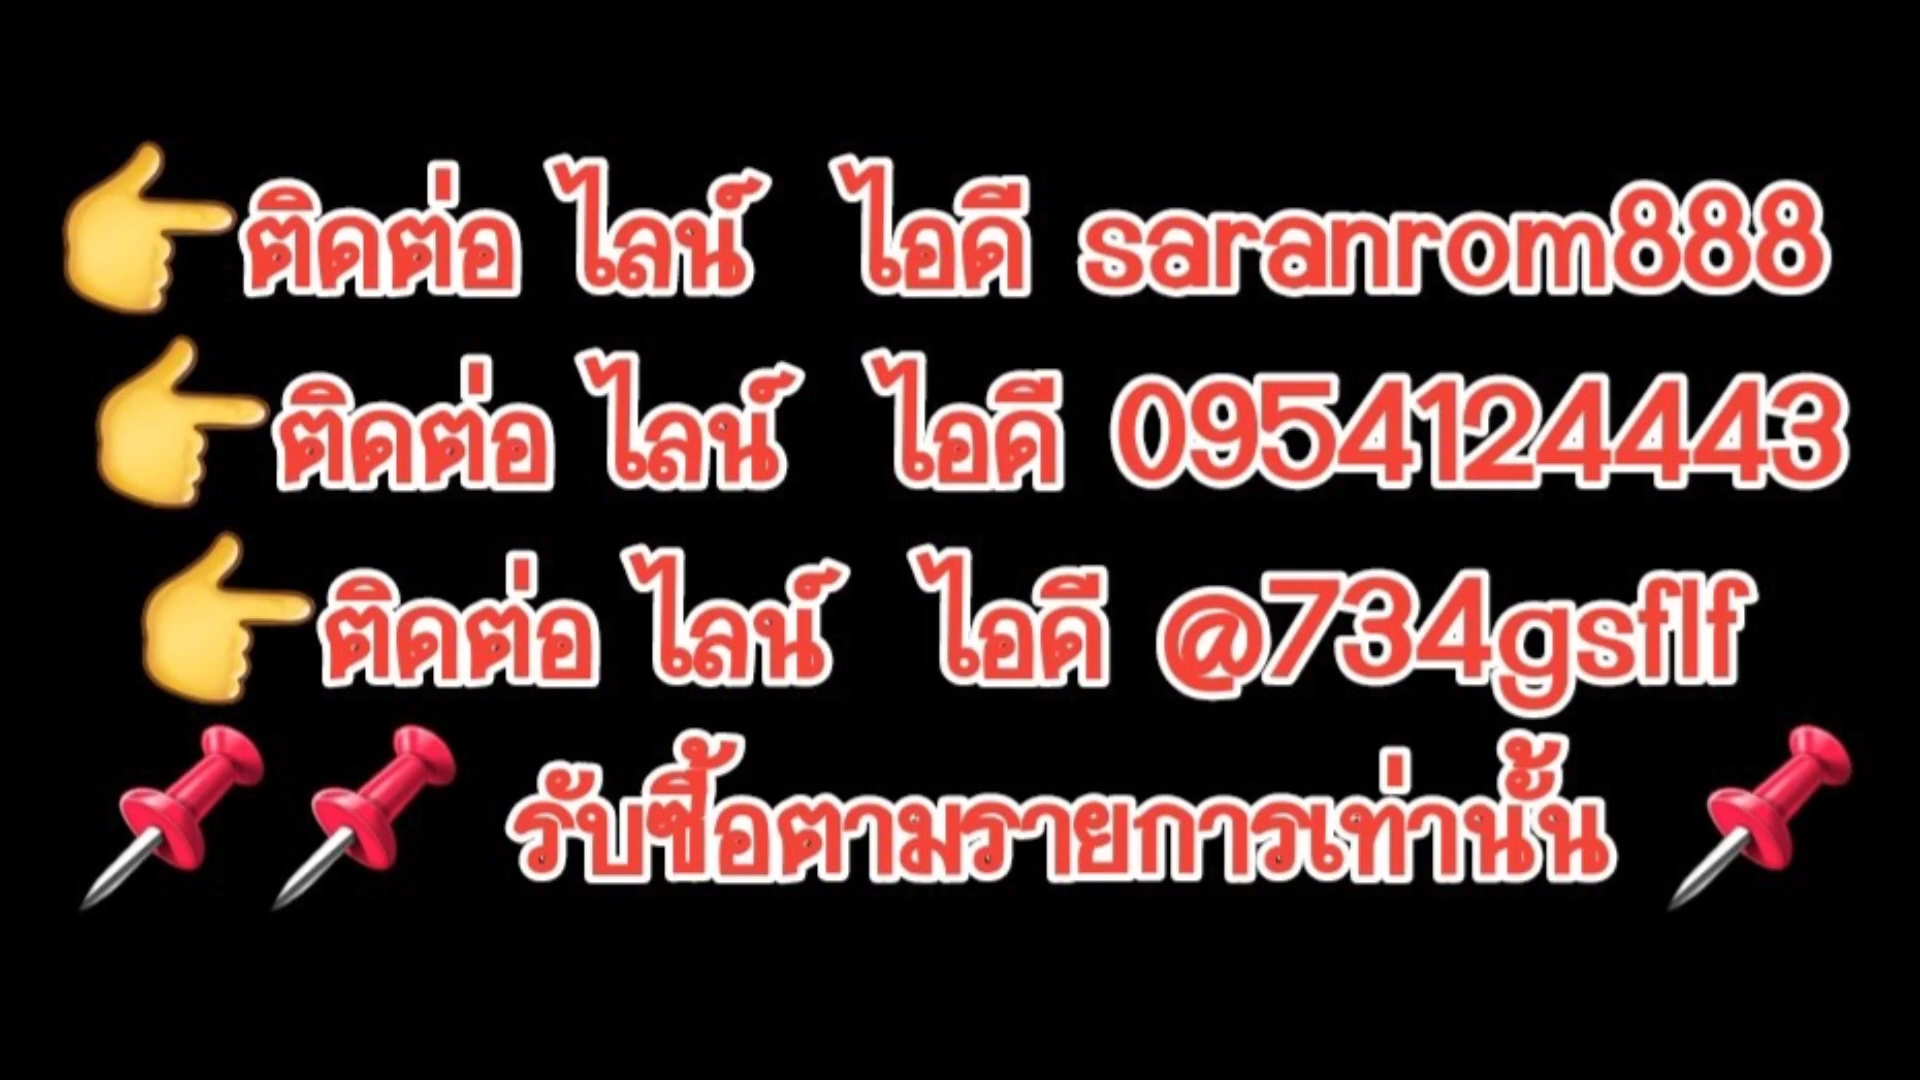 👉ติดต่อ ไลน์ ไอดี saranrom888
👉ติดต่อ ไลน์ ไอดี 0954124443
👉ติดต่อ ไลน์ ไอดี @734gsflf
📌📌 รับซื้อตามรายการเท่านั้น 📌